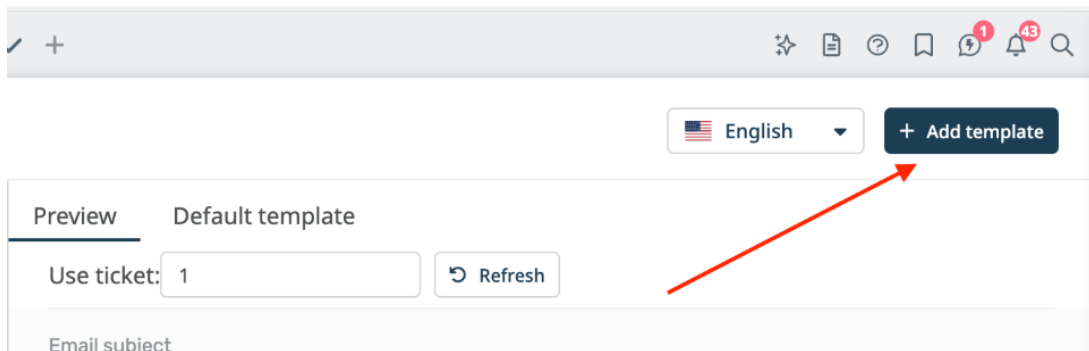 1
43
English
+ Add template
Preview
Default template
Use ticket:
1
Refresh
Email subject